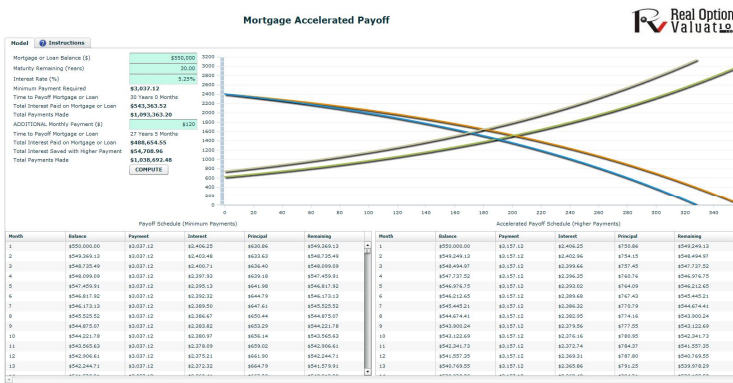 Mortgage Accelerated Payoff
Real Option
Valuatio
Model Instructions
Mortgage or Loan Balance ($) $550,000
Maturity Remaining (Years) 30.00
Interest Rate (%) 5.25%
Minimum Payment Required $3,037.12
Time to Payoff Mortgage or Loan 30 Years 0 Months
Total Interest Paid on Mortgage or Loan $543,363.52
Total Payments Made $1,093,363.20
ADDITIONAL Monthly Payment ($) $120
Time to Payoff Mortgage or Loan 27 Years 5 Months
Total Interest Paid on Mortgage or Loan $488,654.55
Total Interest Saved with Higher Payment $54,708.96
Total Payments Made $1,038,692.48
COMPUTE
3200
3000
2800
2600
2400
2200
2000
1800
1600
1400
1200
1000
800
600
400
200
0
0 20 40 60 80 100 120 140 160 180 200 220 240 260 280 300 320 340
Payoff Schedule (Minimum Payments) Accelerated Payoff Schedule (Higher Payments)
Month Balance Payment Interest Principal Remaining Month Balance Payment Interest Principal Remaining
1 $550,000.00 $3,037.12 $2,406.25 $630.86 $549,369.13 1 $550,000.00 $3,157.12 $2,406.25 $750.86 $549,249.13
2 $549,369.13 $3,037.12 $2,403.48 $633.63 $548,735.49 2 $549,249.13 $3,157.12 $2,402.96 $754.15 $548,494.97
3 $548,735.49 $3,037.12 $2,400.71 $636.40 $548,099.09 3 $548,494.97 $3,157.12 $2,399.66 $757.45 $547,737.52
4 $548,099.09 $3,037.12 $2,397.93 $639.18 $547,459.91 4 $547,737.52 $3,157.12 $2,396.35 $760.76 $546,976.75
5 $547,459.91 $3,037.12 $2,395.13 $641.98 $546,817.92 5 $546,976.75 $3,157.12 $2,393.02 $764.09 $546,212.65
6 $546,817.92 $3,037.12 $2,392.32 $644.79 $546,173.13 6 $546,212.65 $3,157.12 $2,389.68 $767.43 $545,445.21
7 $546,173.13 $3,037.12 $2,389.50 $647.61 $545,525.52 7 $545,445.21 $3,157.12 $2,386.32 $770.79 $544,674.41
8 $545,525.52 $3,037.12 $2,386.67 $650.44 $544,875.07 8 $544,674.41 $3,157.12 $2,382.95 $774.16 $543,900.24
9 $544,875.07 $3,037.12 $2,383.82 $653.29 $544,221.78 9 $543,900.24 $3,157.12 $2,379.56 $777.55 $543,122.69
10 $544,221.78 $3,037.12 $2,380.97 $656.14 $543,565.63 10 $543,122.69 $3,157.12 $2,376.16 $780.95 $542,341.73
11 $543,565.63 $3,037.12 $2,378.09 $659.02 $542,906.61 11 $542,341.73 $3,157.12 $2,372.74 $784.37 $541,557.35
12 $542,906.61 $3,037.12 $2,375.21 $661.90 $542,244.71 12 $541,557.35 $3,157.12 $2,369.31 $787.80 $540,769.55
13 $542,244.71 $3,037.12 $2,372.32 $664.79 $541,579.91 13 $540,769.55 $3,157.12 $2,365.86 $791.25 $539,978.29